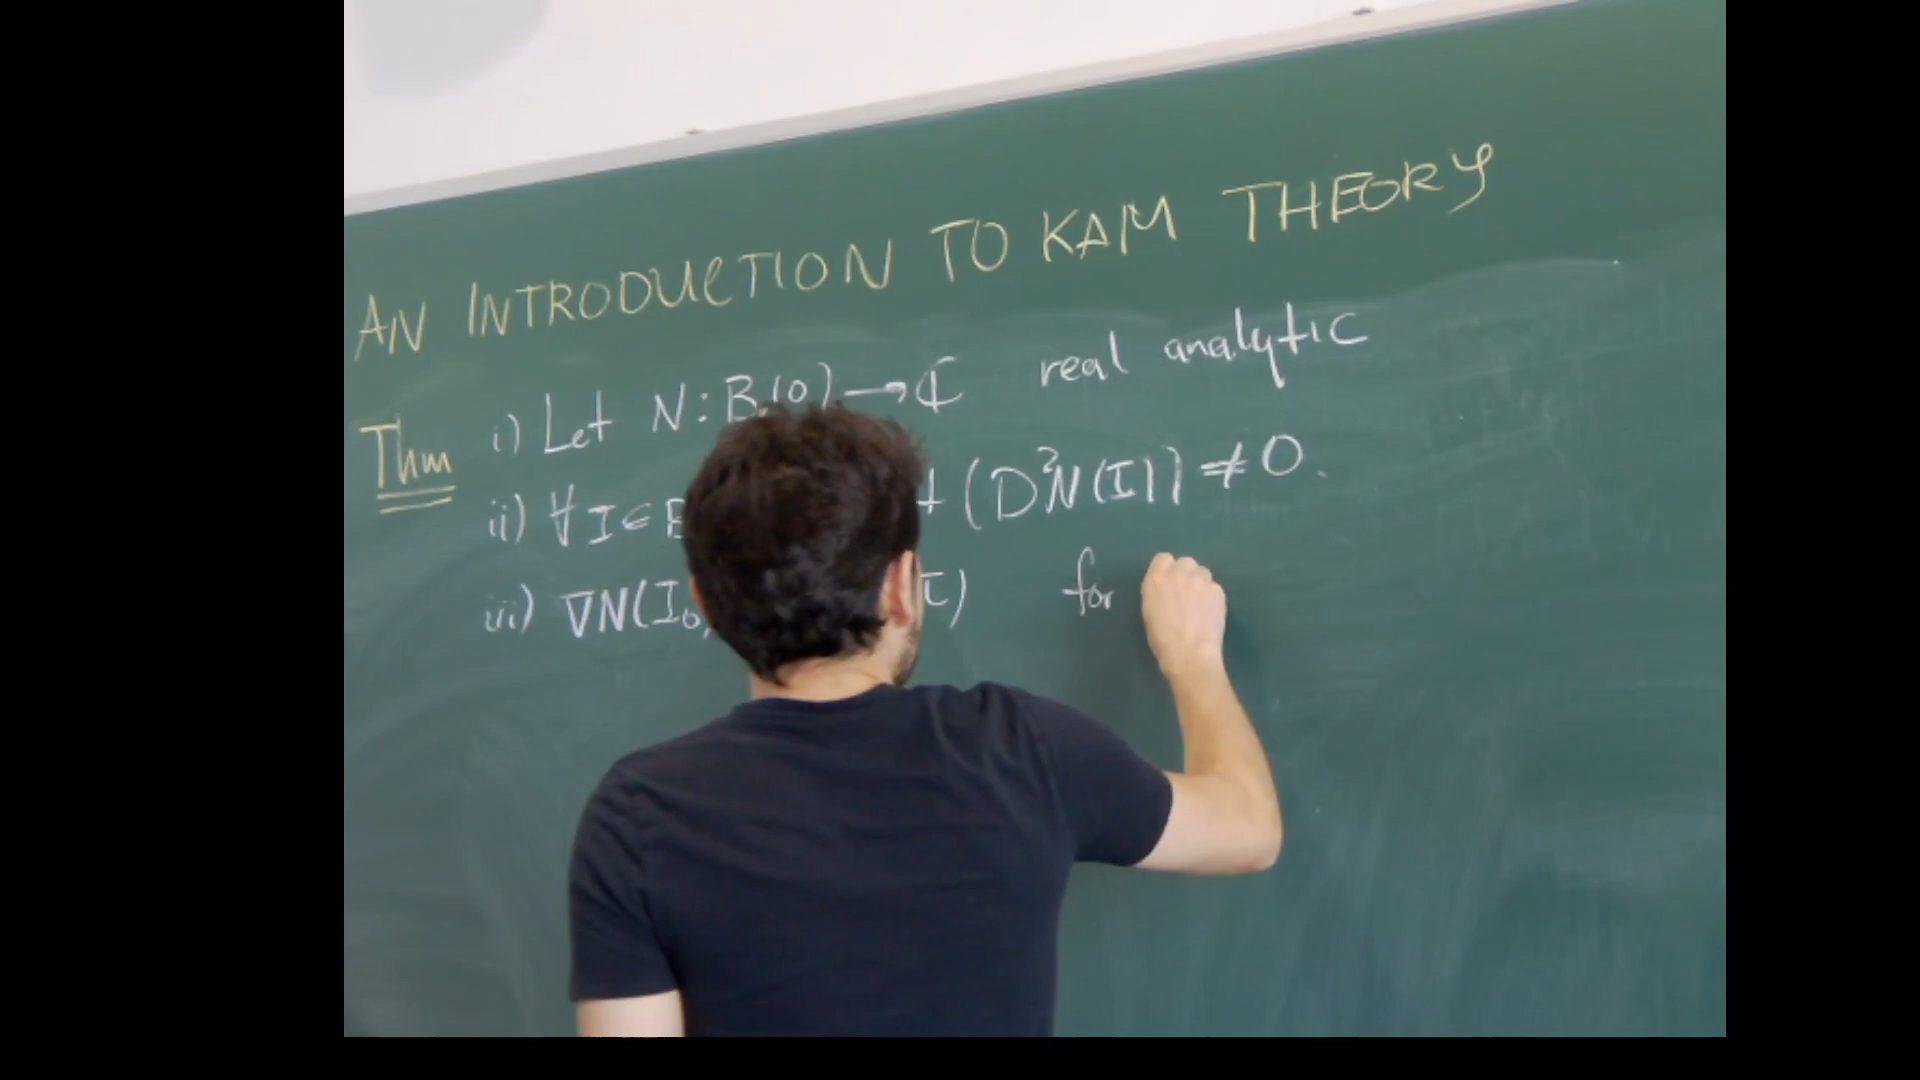 AN INTRODUCTION TO KAM THEORY
Thm i) Let N: B (0) → ℂ real analytic
ii) ∀ I ∈ (D²N(I)) ≠ 0.
iii) ∇N(I₀ τ) for